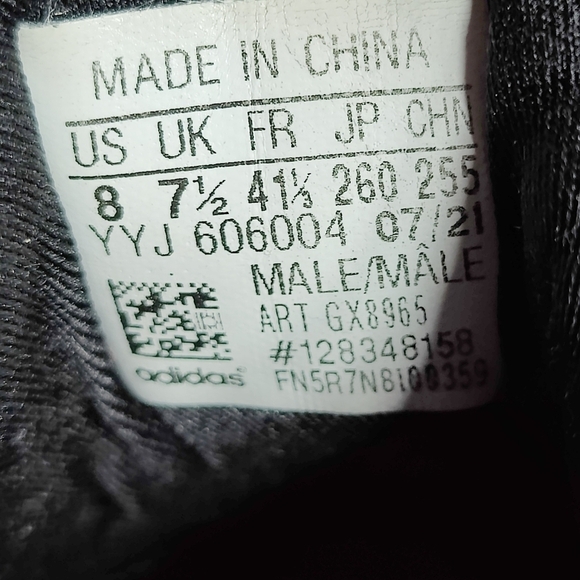 MADE IN CHINA
US UK FR JP CHN
8 7½ 41⅓ 260 255
YYJ 606004 07/21
MALE/MÂLE
ART GX8965
#128348158
adidas FN5R7N8I00359